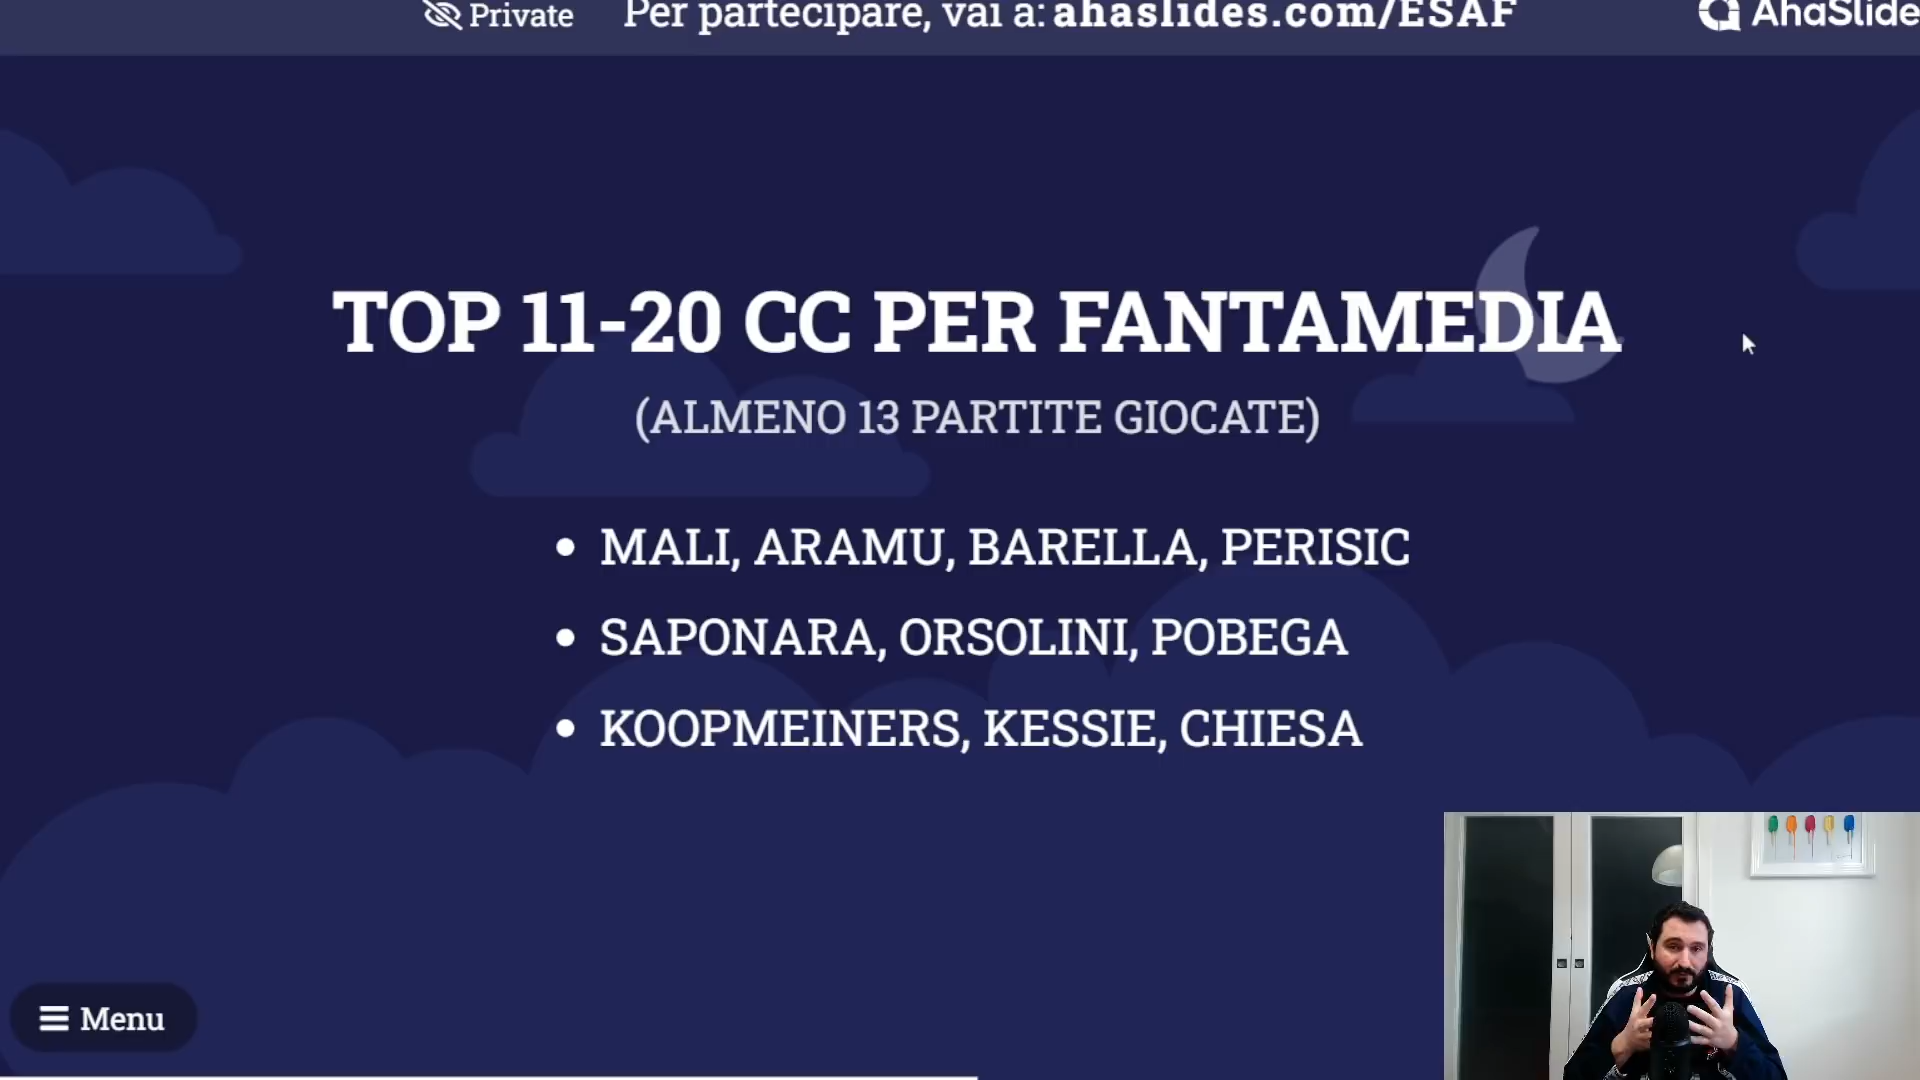 Private Per partecipare, vai a: ahaslides.com/ESAF AhaSlide
TOP 11-20 CC PER FANTAMEDIA
(ALMENO 13 PARTITE GIOCATE)
MALI, ARAMU, BARELLA, PERISIC
SAPONARA, ORSOLINI, POBEGA
KOOPMEINERS, KESSIE, CHIESA
Menu